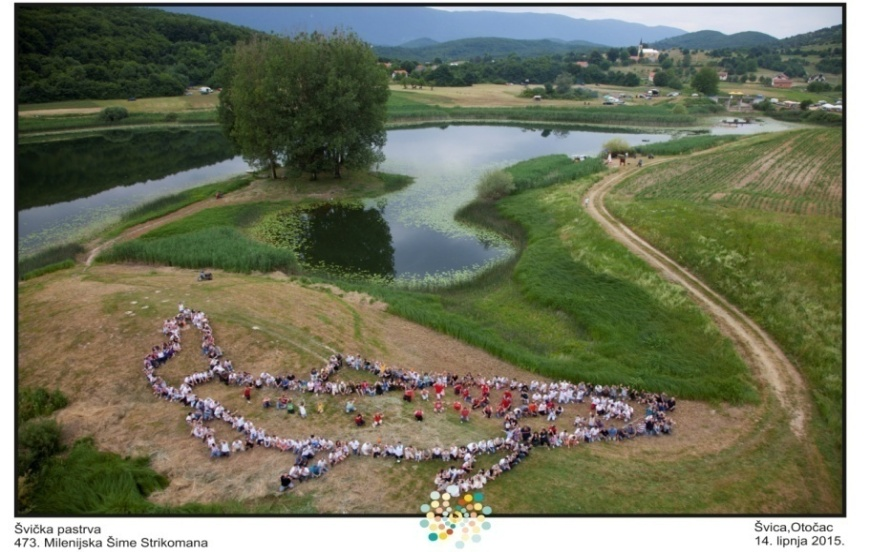 Švička pastrva
473. Milenijska Šime Strikomana
Švica,Otočac
14. lipnja 2015.